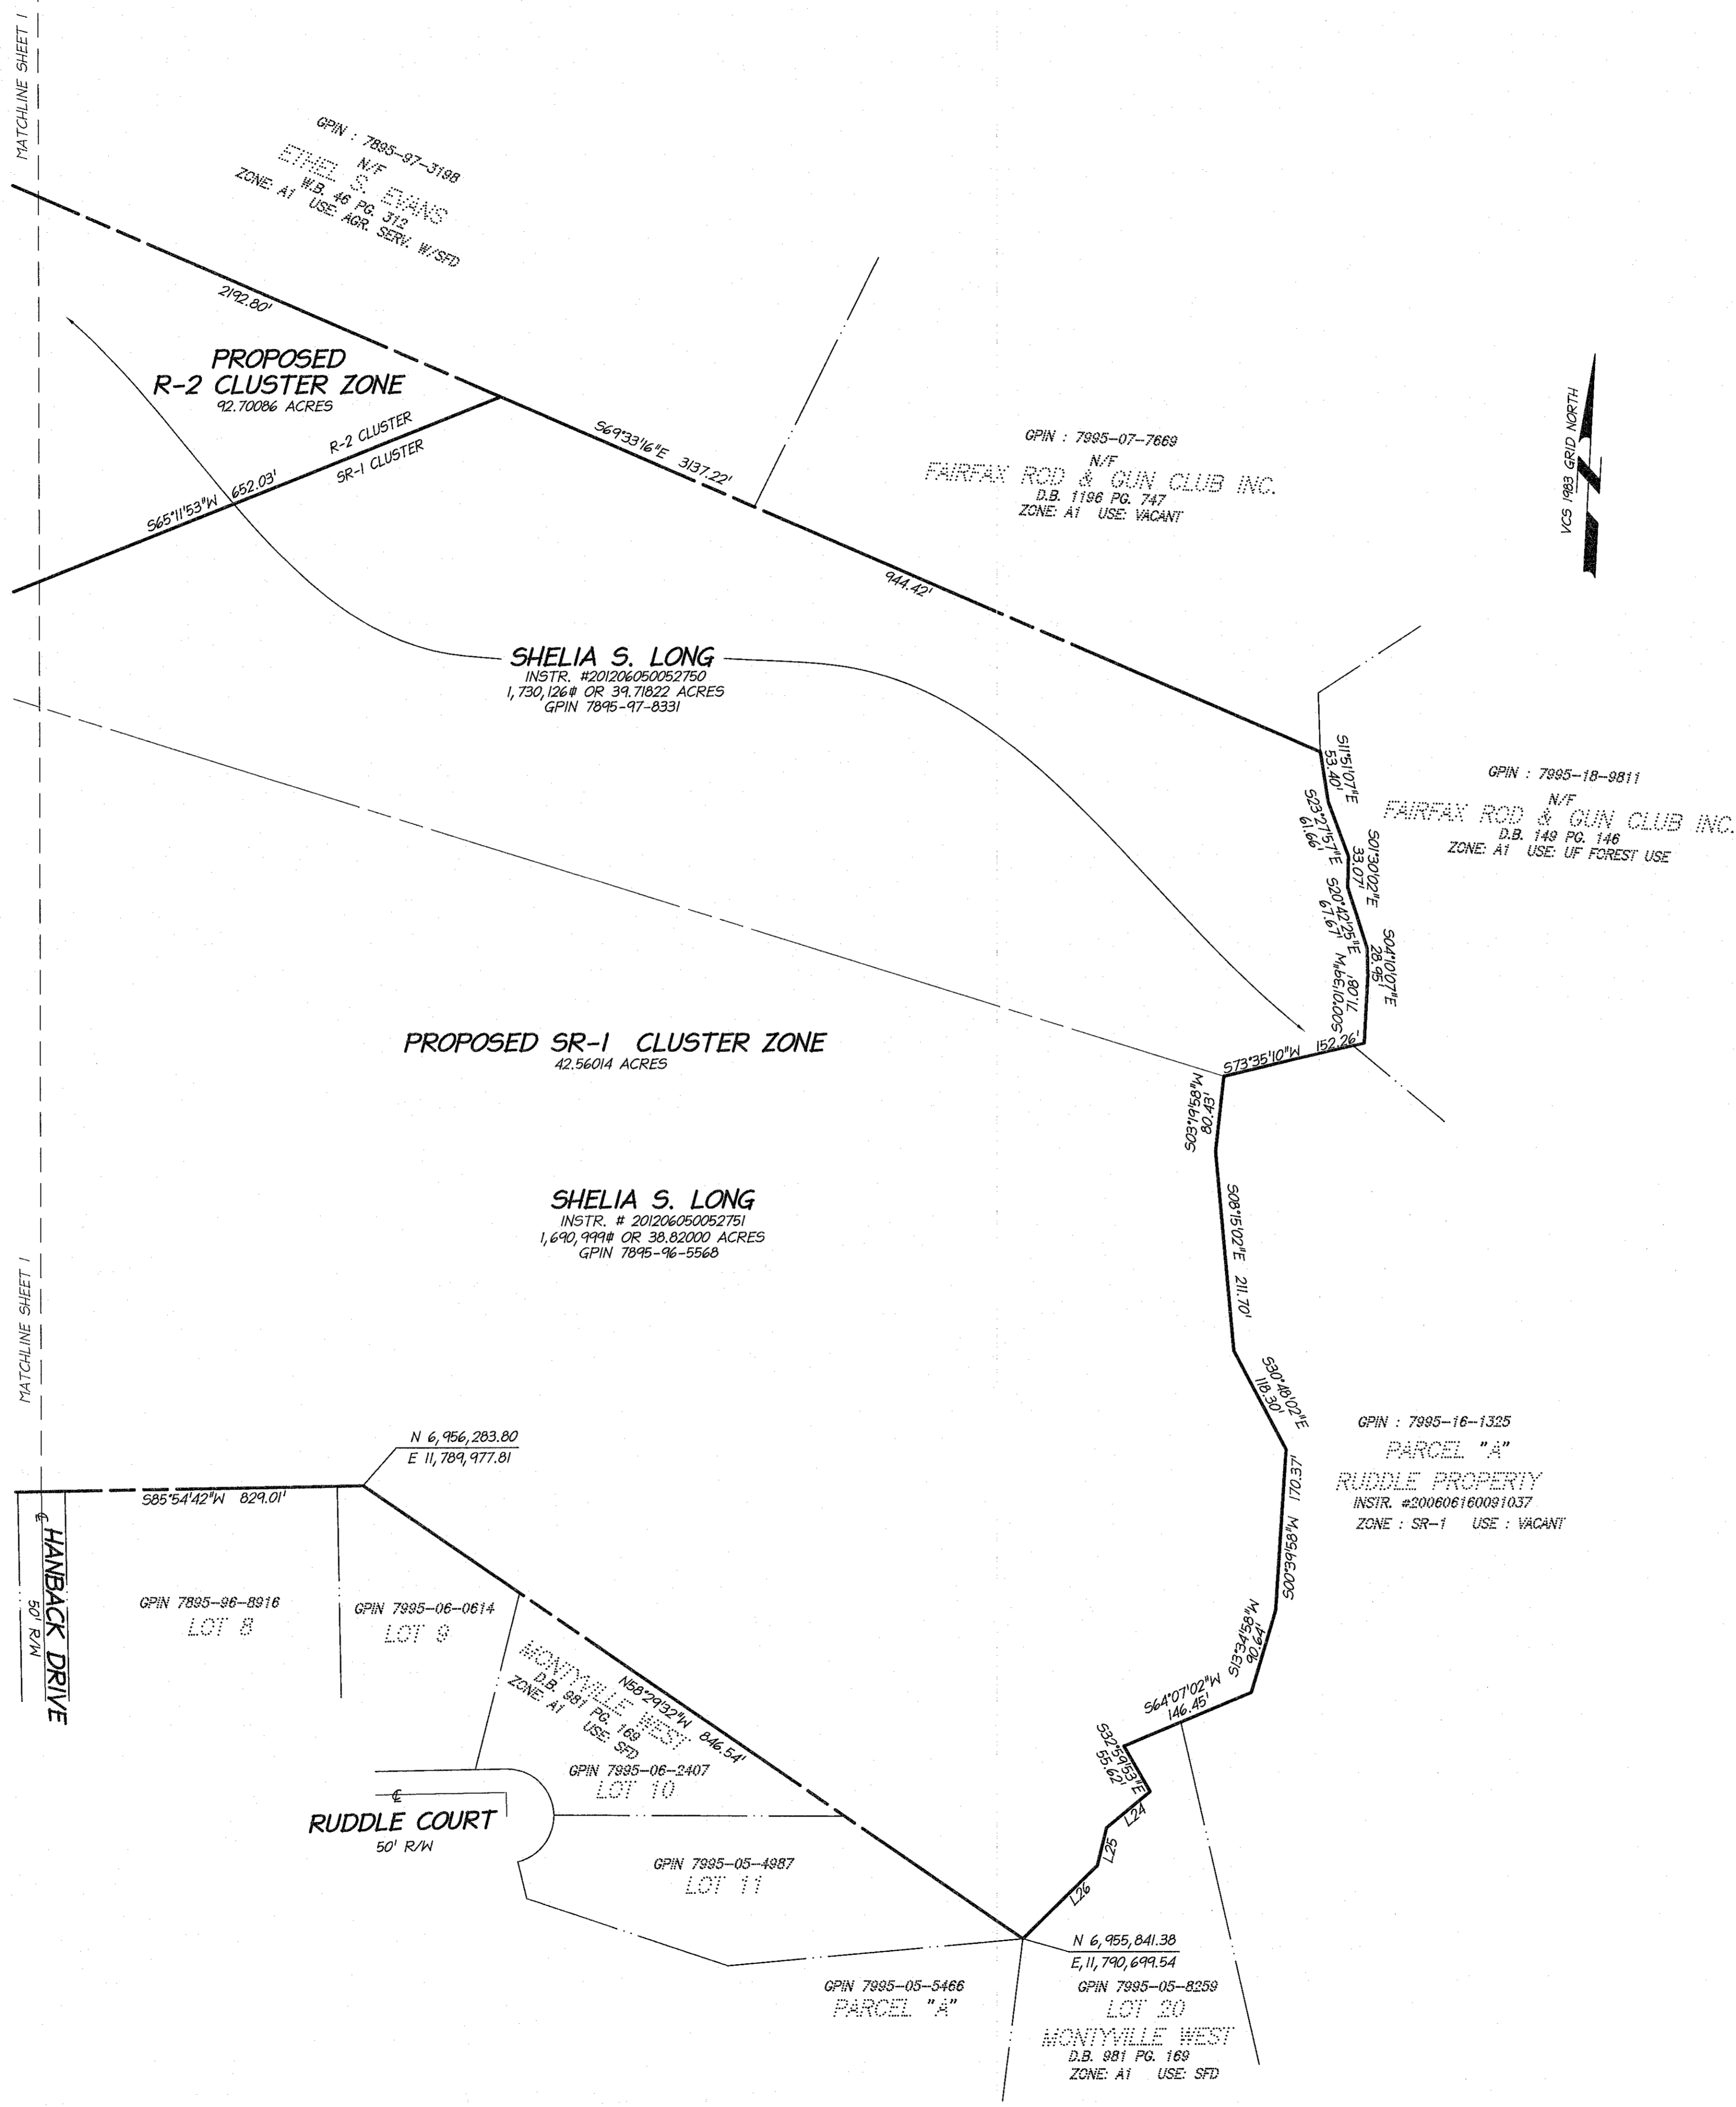 MATCHLINE SHEET 1
GPIN : 7895-97-3198
N/F
ETHEL S. EVANS
W.B. 46 PG. 312
ZONE: A1 USE: AGR. SERV. W/SFD
2192.80'
PROPOSED
R-2 CLUSTER ZONE
92.70086 ACRES
R-2 CLUSTER
SR-1 CLUSTER
S65°11'53"W 652.03'
S69°33'16"E 3137.22'
GPIN : 7995-07-7669
N/F
FAIRFAX ROD & GUN CLUB INC.
D.B. 1196 PG. 747
ZONE: A1 USE: VACANT
VCS 1983 GRID NORTH
944.42'
SHELIA S. LONG
INSTR. #201206050052750
1,730,126# OR 39.71822 ACRES
GPIN 7895-97-8331
S11°51'07"E
53.40'
S23°27'57"E
61.66'
S01°30'02"E
33.07'
S20°42'25"E
67.67'
S04°10'07"E
28.95'
S00°01'39"W
71.08'
GPIN : 7995-18-9811
N/F
FAIRFAX ROD & GUN CLUB INC.
D.B. 149 PG. 146
ZONE: A1 USE: UF FOREST USE
S73°35'10"W 152.26'
PROPOSED SR-1 CLUSTER ZONE
42.56014 ACRES
S03°19'58"W
80.43'
SHELIA S. LONG
INSTR. # 201206050052751
1,690,999# OR 38.82000 ACRES
GPIN 7895-96-5568
S08°15'02"E 211.70'
MATCHLINE SHEET 1
S30°48'02"E
118.30'
GPIN : 7995-16-1325
PARCEL "A"
RUDDLE PROPERTY
INSTR. #200606160091037
ZONE : SR-1 USE : VACANT
N 6,956,283.80
E 11,789,977.81
S85°54'42"W 829.01'
S00°39'58"W 170.37'
HANBACK DRIVE
50' R/W
GPIN 7895-96-8916
LOT 8
GPIN 7995-06-0614
LOT 9
MONTYVILLE WEST
D.B. 981 PG. 169
ZONE: A1 USE: SFD
N58°29'32"W 846.54'
S13°34'58"W
90.64'
S64°07'02"W
146.45'
S32°59'53"E
55.62'
GPIN 7995-06-2407
LOT 10
RUDDLE COURT
50' R/W
L24
L25
L26
GPIN 7995-05-4987
LOT 11
N 6,955,841.38
E, 11,790,699.54
GPIN 7995-05-5466
PARCEL "A"
GPIN 7995-05-8259
LOT 20
MONTYVILLE WEST
D.B. 981 PG. 169
ZONE: A1 USE: SFD